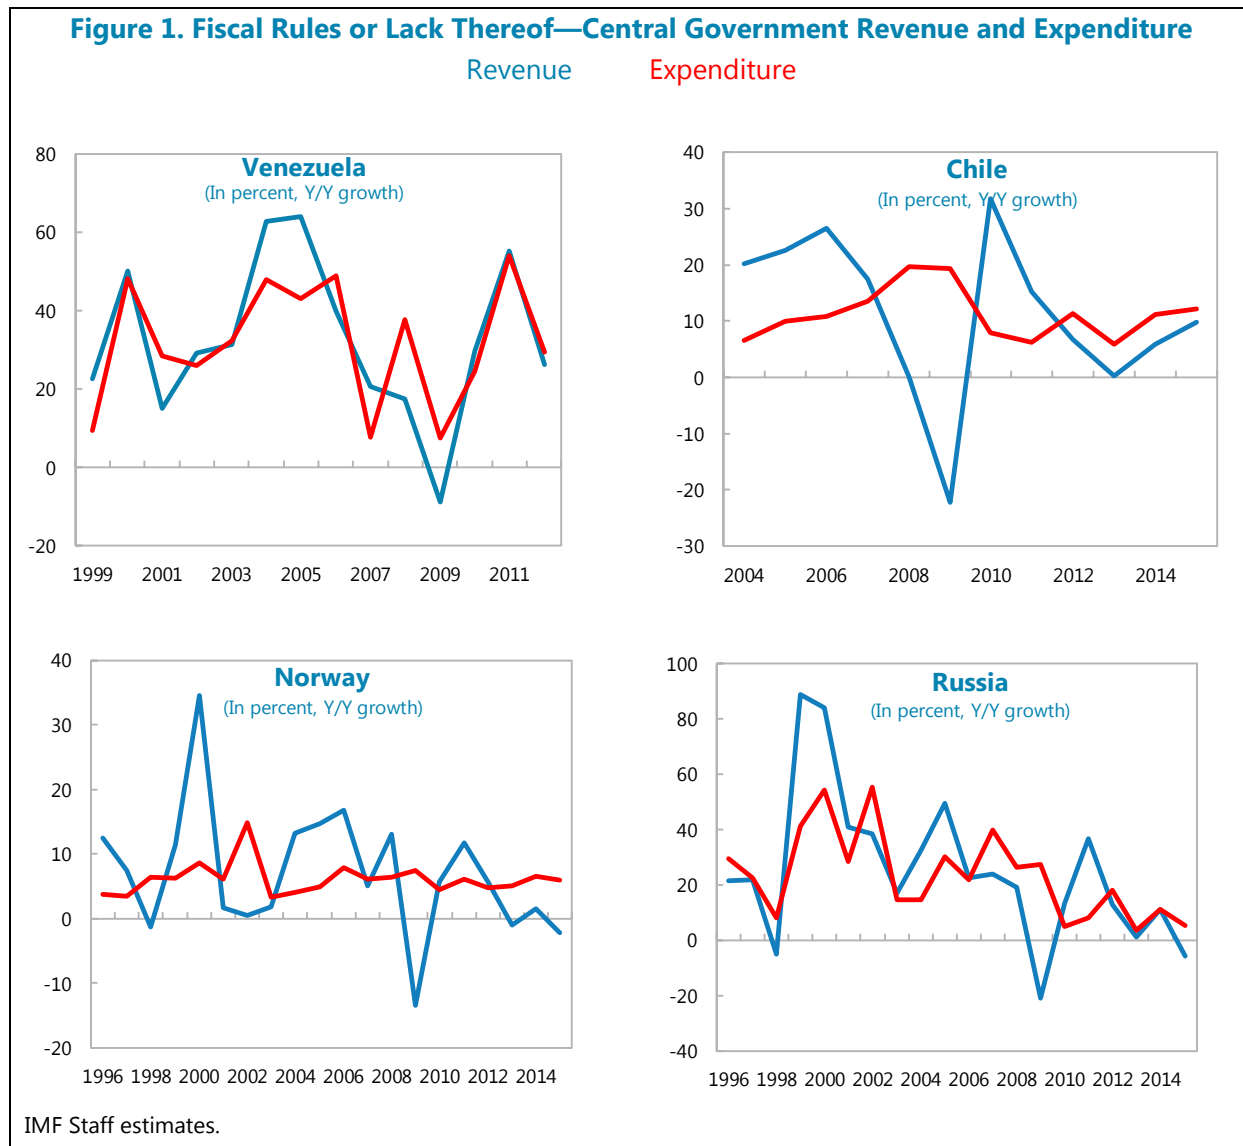 Figure 1. Fiscal Rules or Lack Thereof—Central Government Revenue and Expenditure
Revenue Expenditure
Venezuela
(In percent, Y/Y growth)
80
60
40
20
0
-20
1999 2001 2003 2005 2007 2009 2011
Chile
(In percent, Y/Y growth)
40
30
20
10
0
-10
-20
-30
2004 2006 2008 2010 2012 2014
Norway
(In percent, Y/Y growth)
40
30
20
10
0
-10
-20
1996 1998 2000 2002 2004 2006 2008 2010 2012 2014
Russia
(In percent, Y/Y growth)
100
80
60
40
20
0
-20
-40
1996 1998 2000 2002 2004 2006 2008 2010 2012 2014
IMF Staff estimates.